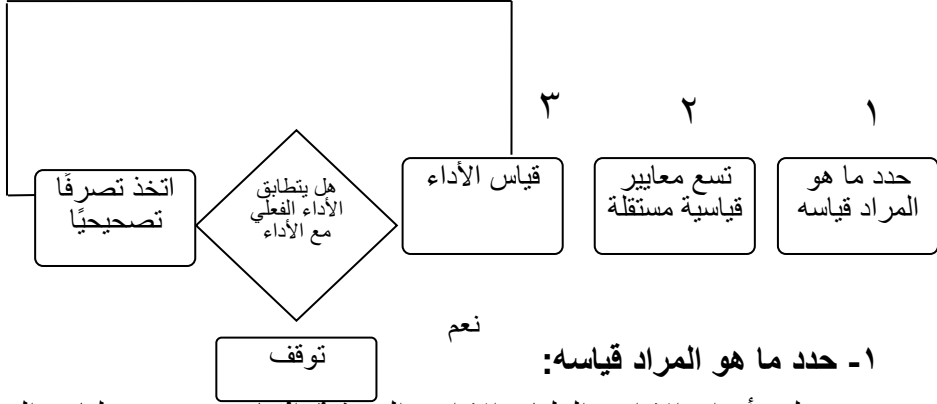 ١ ٢ ٣
حدد ما هو
المراد قياسه
تسع معايير
قياسية مستقلة
قياس الأداء
هل يتطابق
الأداء الفعلي
مع الأداء
اتخذ تصرفًا
تصحيحيًا
نعم
توقف
١- حدد ما هو المراد قياسه: